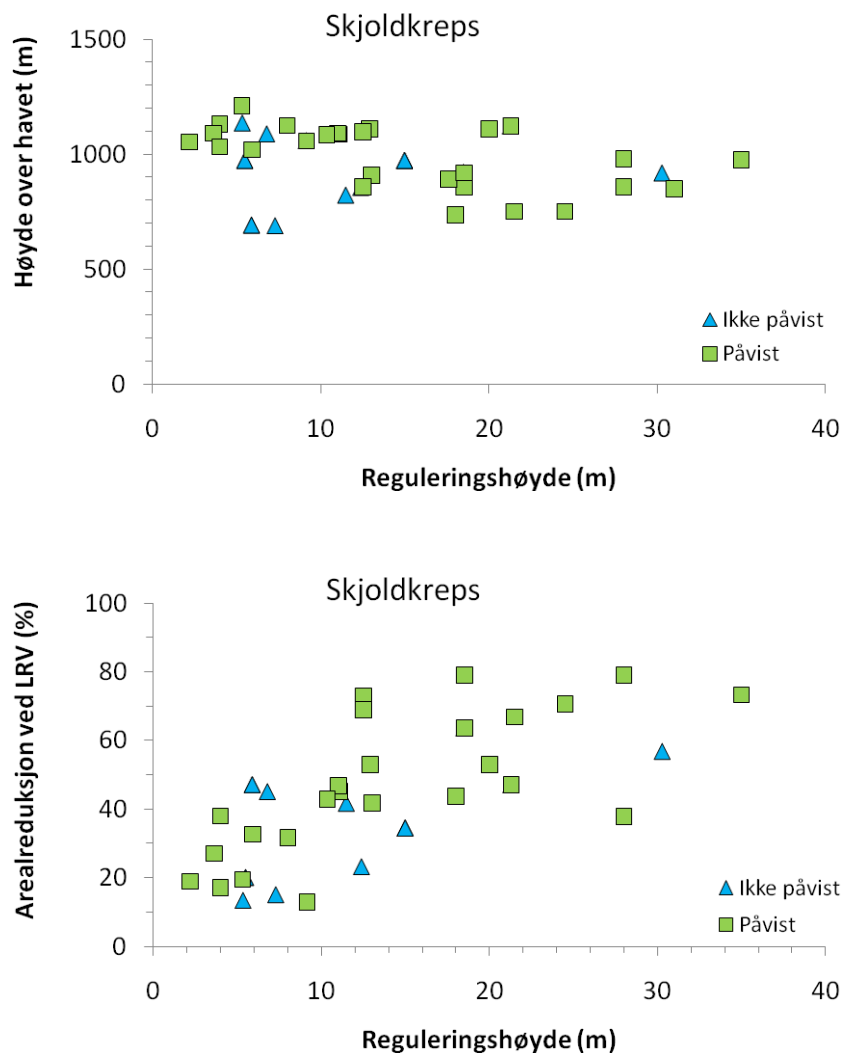 Skjoldkreps
1500
1000
500
0
Høyde over havet (m)
Ikke påvist
Påvist
0 10 20 30 40
Reguleringshøyde (m)
Skjoldkreps
100
80
60
40
20
0
Arealreduksjon ved LRV (%)
Ikke påvist
Påvist
0 10 20 30 40
Reguleringshøyde (m)